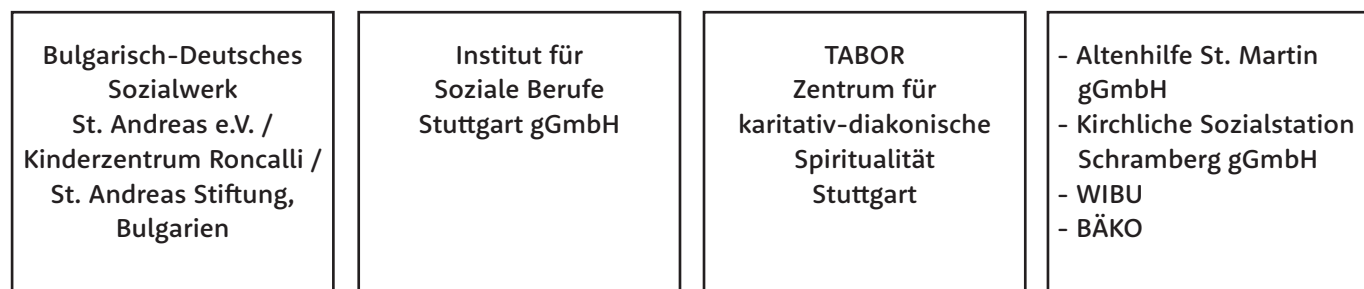 Bulgarisch-Deutsches
Sozialwerk
St. Andreas e.V. /
Kinderzentrum Roncalli /
St. Andreas Stiftung,
Bulgarien
Institut für
Soziale Berufe
Stuttgart gGmbH
TABOR
Zentrum für
karitativ-diakonische
Spiritualität
Stuttgart
- Altenhilfe St. Martin
gGmbH
- Kirchliche Sozialstation
Schramberg gGmbH
- WIBU
- BÄKO